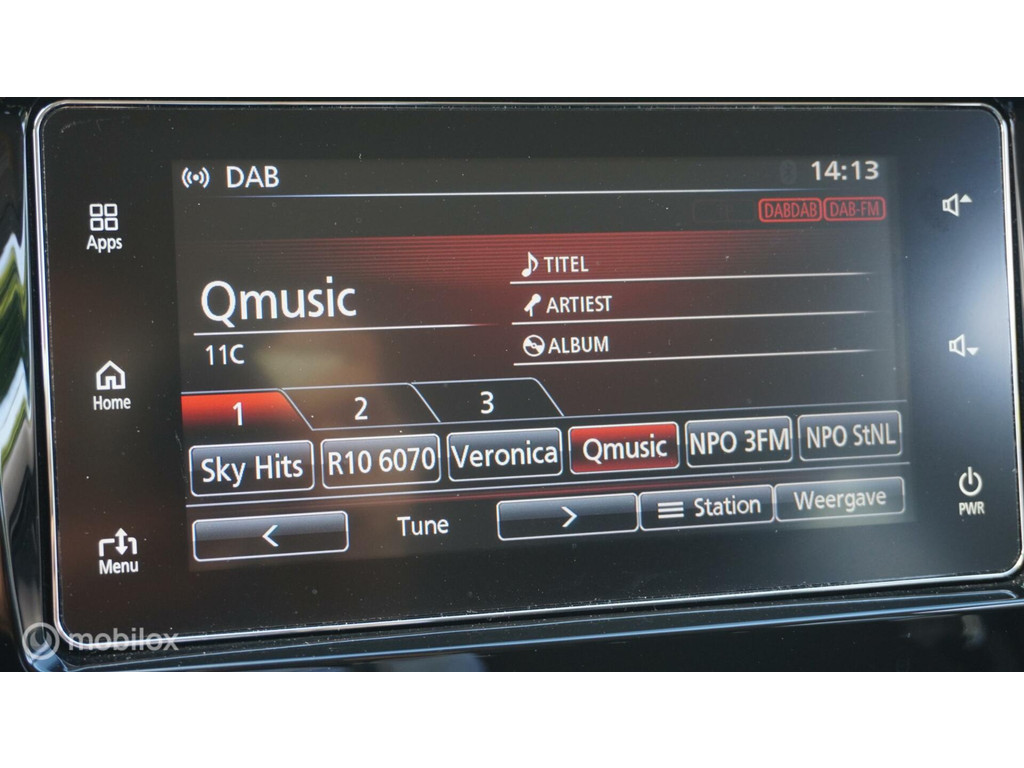 DAB
14:13
DABDAB DAB-FM
Apps
TITEL
Qmusic
ARTIEST
11C
ALBUM
Home
1 2 3
Sky Hits R10 6070 Veronica Qmusic NPO 3FM NPO StNL
< Tune > Station Weergave
PWR
Menu
mobilox